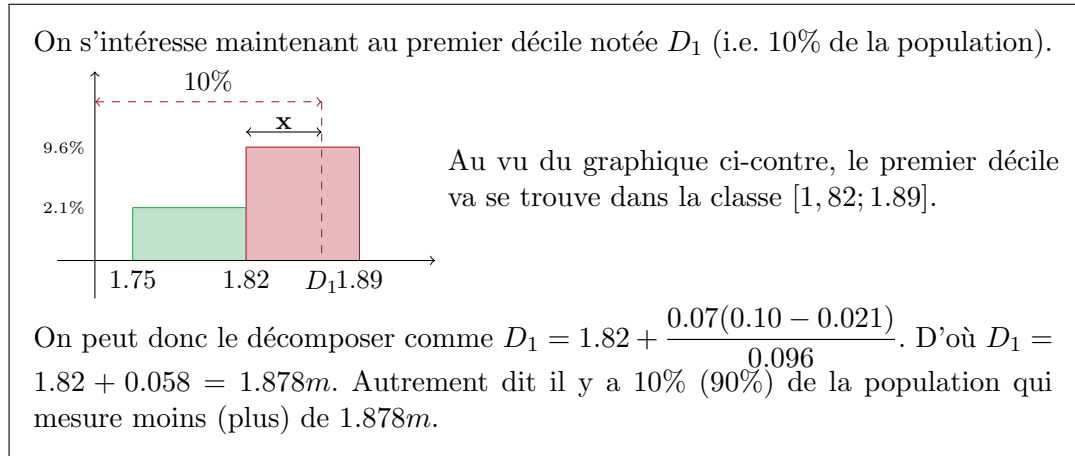 On s'intéresse maintenant au premier décile notée D₁ (i.e. 10% de la population).
10%
x
9.6%
2.1%
1.75 1.82 D₁ 1.89
Au vu du graphique ci-contre, le premier décile
va se trouve dans la classe [1, 82; 1.89].
On peut donc le décomposer comme D₁ = 1.82 + 0.07(0.10 − 0.021)/0.096. D'où D₁ =
1.82 + 0.058 = 1.878m. Autrement dit il y a 10% (90%) de la population qui
mesure moins (plus) de 1.878m.